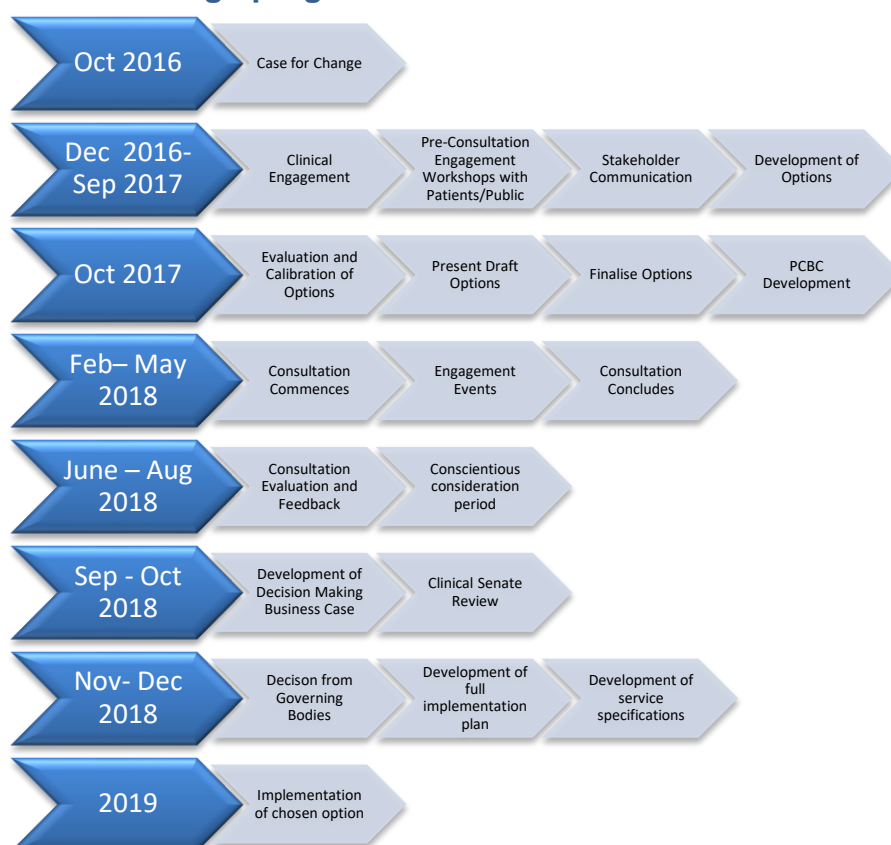 Oct 2016
Case for Change
Dec 2016-
Sep 2017
Clinical
Engagement
Pre-Consultation
Engagement
Workshops with
Patients/Public
Stakeholder
Communication
Development of
Options
Oct 2017
Evaluation and
Calibration of
Options
Present Draft
Options
Finalise Options
PCBC
Development
Feb– May
2018
Consultation
Commences
Engagement
Events
Consultation
Concludes
June – Aug
2018
Consultation
Evaluation and
Feedback
Conscientious
consideration
period
Sep - Oct
2018
Development of
Decision Making
Business Case
Clinical Senate
Review
Nov- Dec
2018
Decison from
Governing
Bodies
Development of
full
implementation
plan
Development of
service
specifications
2019
Implementation
of chosen option